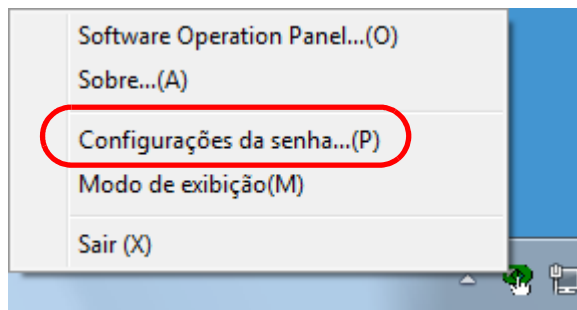 Software Operation Panel...(O)
Sobre...(A)
Configurações da senha...(P)
Modo de exibição(M)
Sair (X)